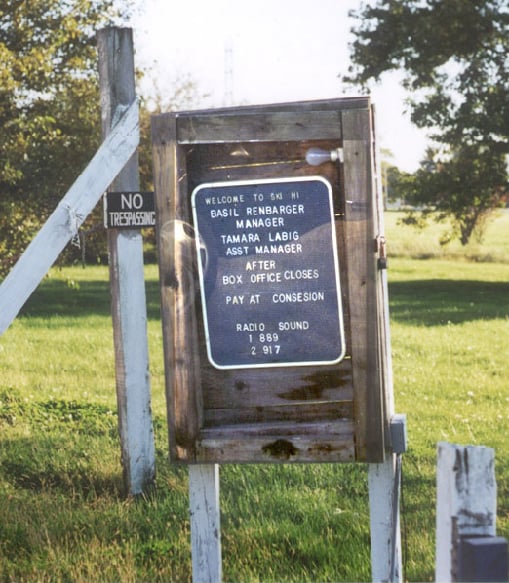 NO
TRESPASSING
WELCOME TO SKI HI
BASIL RENBARGER
MANAGER
TAMARA LABIG
ASST MANAGER
AFTER
BOX OFFICE CLOSES
PAY AT CONSESION
RADIO SOUND
1 889
2 917